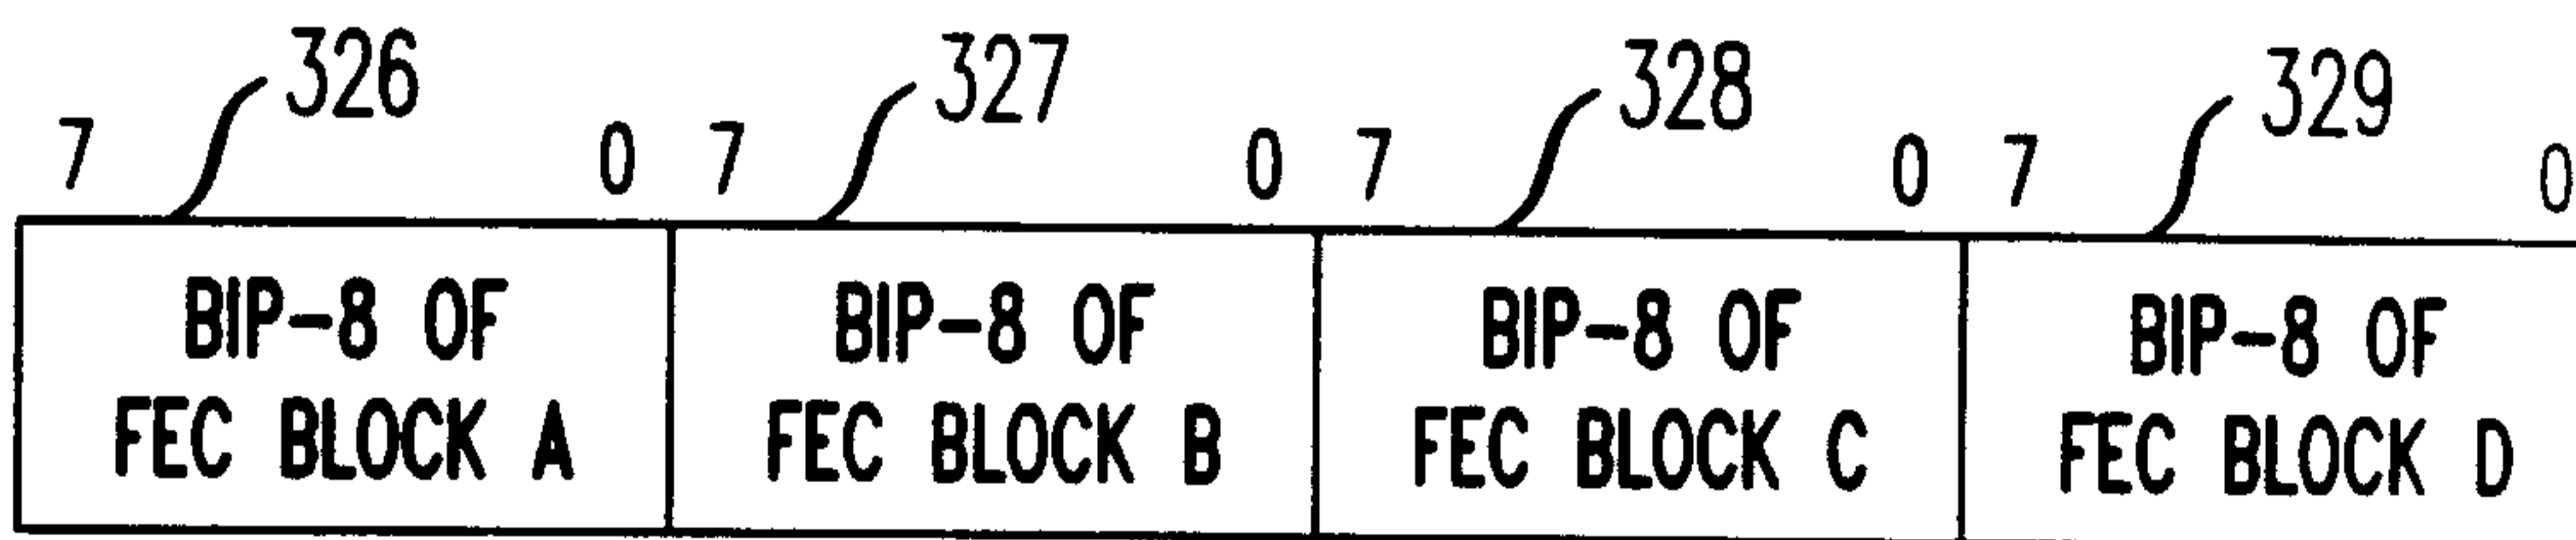 326 327 328 329
7 0 7 0 7 0 7 0
BIP-8 OF BIP-8 OF BIP-8 OF BIP-8 OF
FEC BLOCK A FEC BLOCK B FEC BLOCK C FEC BLOCK D